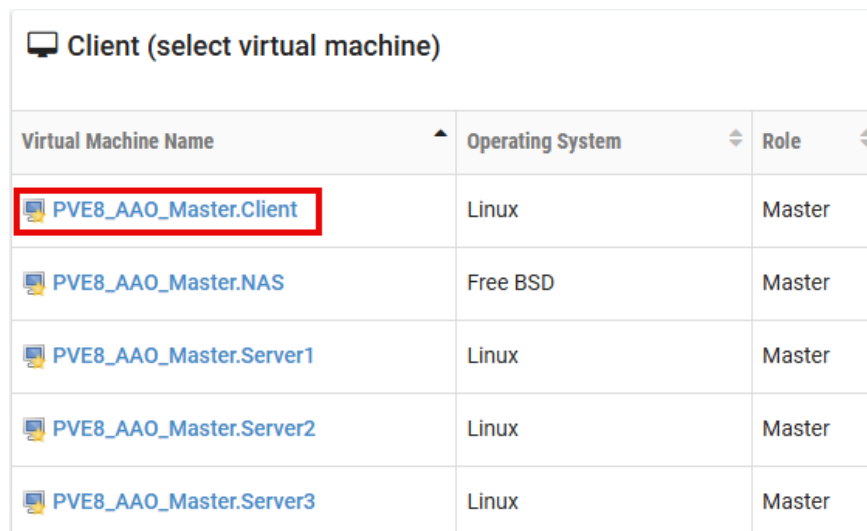 Client (select virtual machine)
Virtual Machine Name Operating System Role
PVE8_AAO_Master.Client Linux Master
PVE8_AAO_Master.NAS Free BSD Master
PVE8_AAO_Master.Server1 Linux Master
PVE8_AAO_Master.Server2 Linux Master
PVE8_AAO_Master.Server3 Linux Master